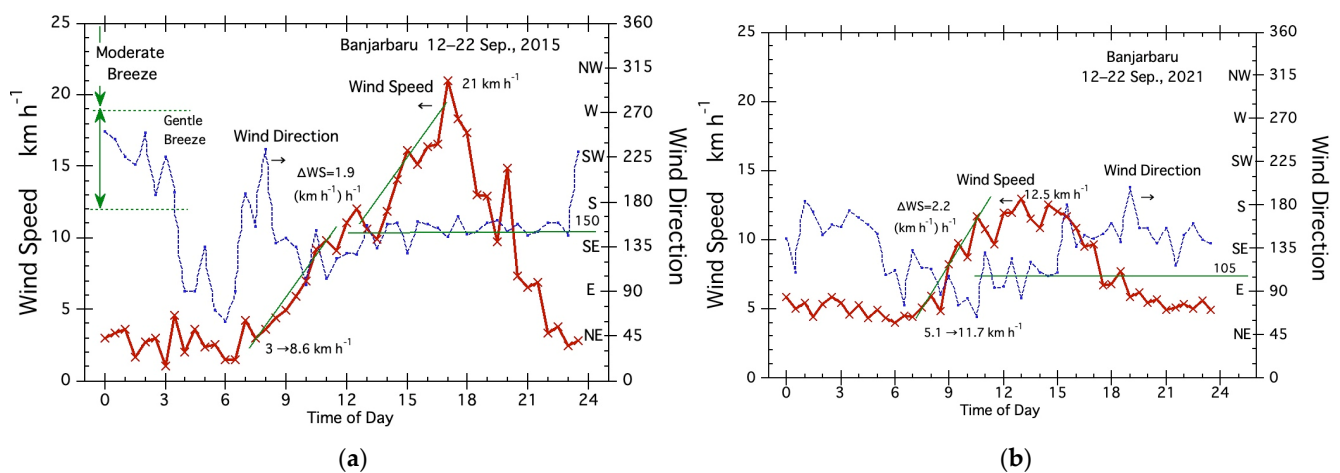 25
20
15
10
5
0
Wind Speed km h-1
Moderate
Breeze
Gentle
Breeze
Banjarbaru 12–22 Sep., 2015
Wind Speed
←
21 km h-1
Wind Direction
→
ΔWS=1.9
(km h-1) h-1
3 →8.6 km h-1
150
NW
W
SW
S
SE
E
NE
360
315
270
225
180
135
90
45
0
Wind Direction
0 3 6 9 12 15 18 21 24
Time of Day
(a)
25
20
15
10
5
0
Wind Speed km h-1
Banjarbaru
12–22 Sep., 2021
Wind Speed
←
12.5 km h-1
Wind Direction
→
ΔWS=2.2
(km h-1) h-1
5.1 →11.7 km h-1
105
NW
W
SW
S
SE
E
NE
360
315
270
225
180
135
90
45
0
Wind Direction
0 3 6 9 12 15 18 21 24
Time of Day
(b)